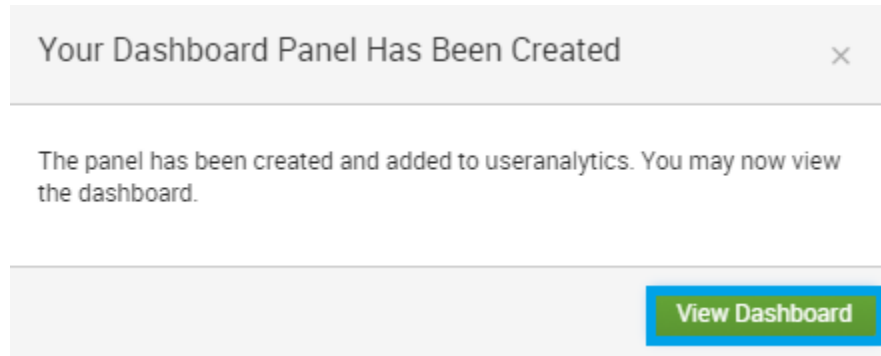 Your Dashboard Panel Has Been Created
The panel has been created and added to useranalytics. You may now view
the dashboard.
View Dashboard